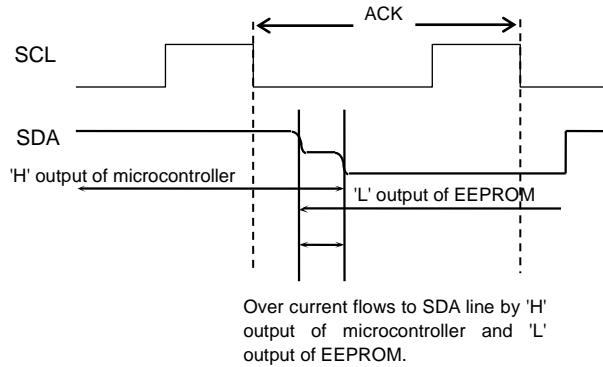 ACK
SCL
SDA
'H' output of microcontroller
'L' output of EEPROM
Over current flows to SDA line by 'H'
output of microcontroller and 'L'
output of EEPROM.